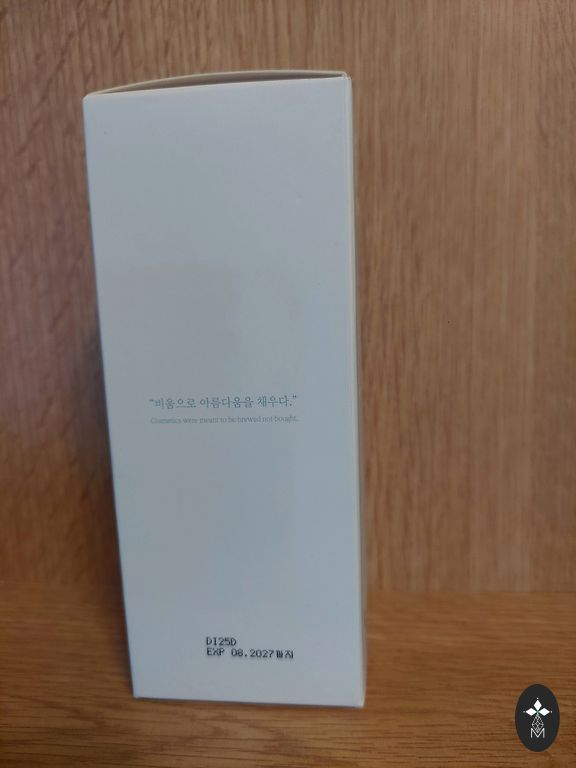 “비움으로 아름다움을 채우다.”
Cosmetics were meant to be brewed not bought.
DI25D
EXP 08.2027까지